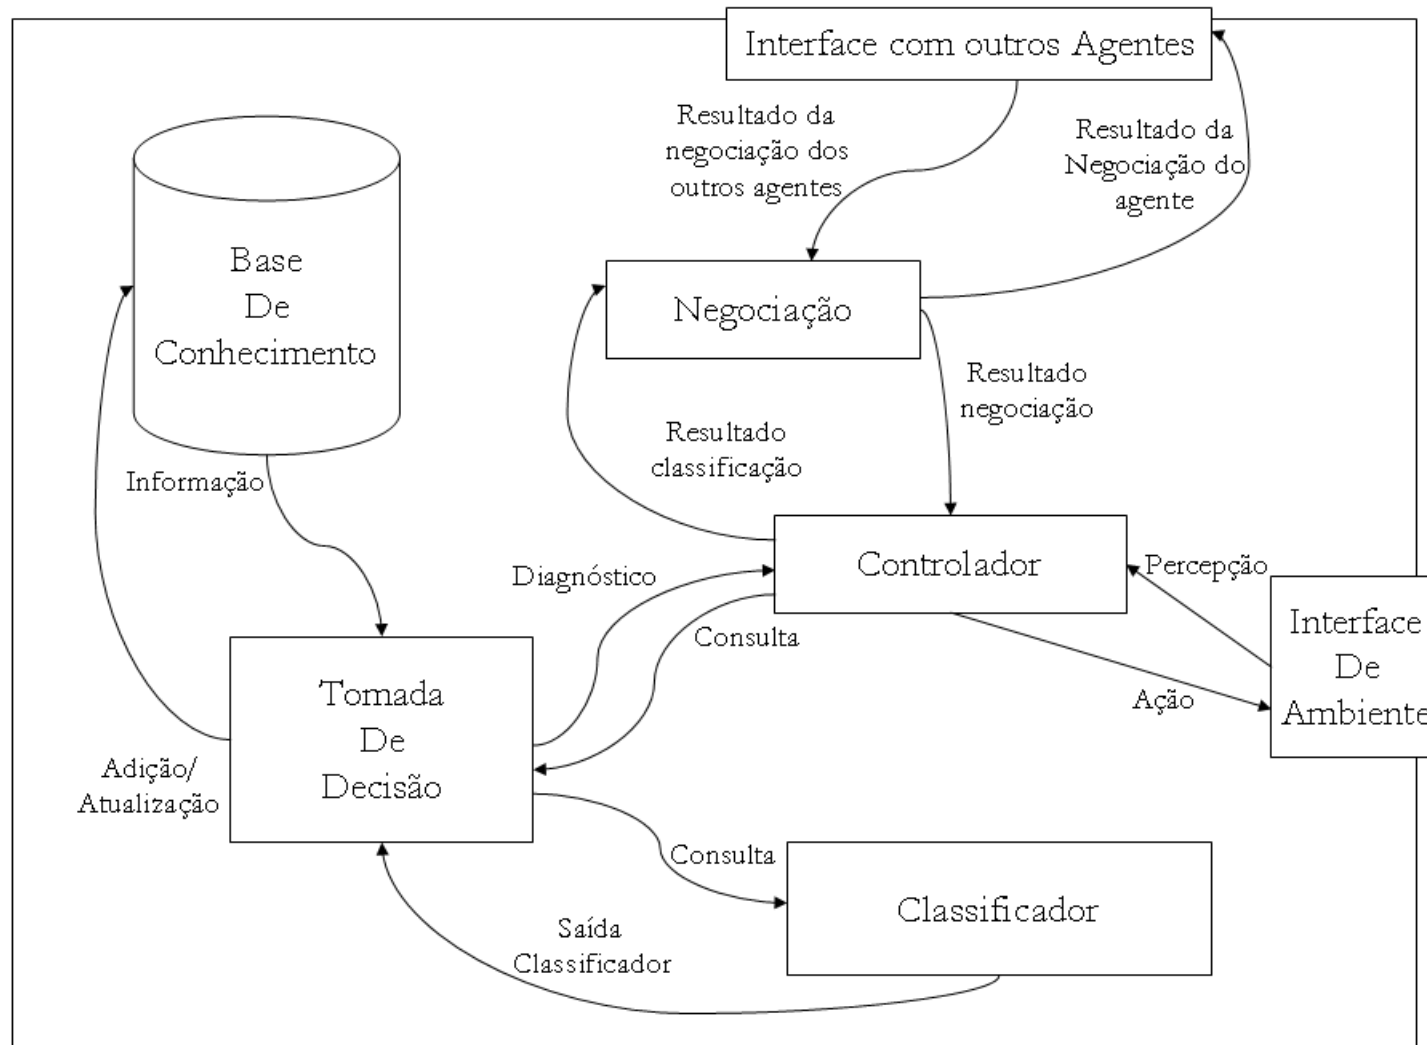 Interface com outros Agentes
Resultado da
negociação dos
outros agentes
Resultado da
Negociação do
agente
Base
De
Conhecimento
Negociação
Resultado
negociação
Resultado
classificação
Informação
Controlador
Percepção
Diagnóstico
Consulta
Interface
De
Ambiente
Ação
Tomada
De
Decisão
Adição/
Atualização
Consulta
Classificador
Saída
Classificador